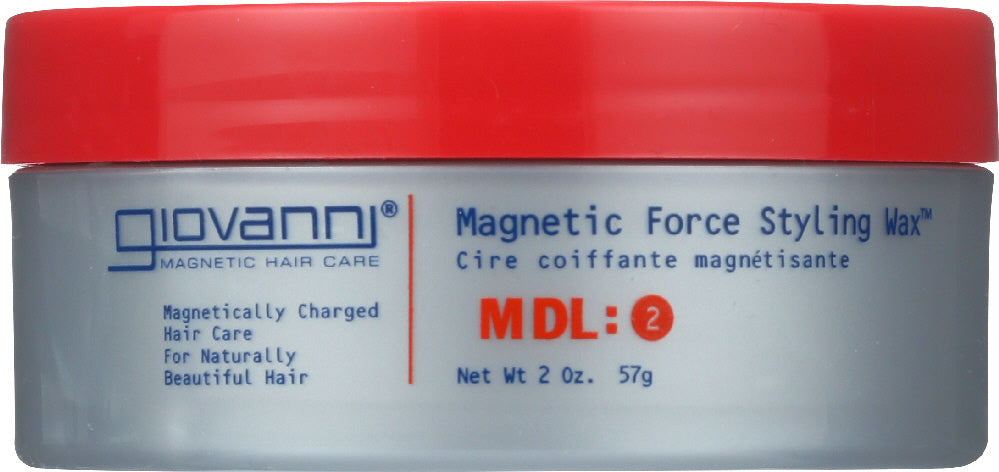 giovanni®
MAGNETIC HAIR CARE
Magnetically Charged
Hair Care
For Naturally
Beautiful Hair
Magnetic Force Styling Wax™
Cire coiffante magnétisante
MDL: 2
Net Wt 2 Oz. 57g